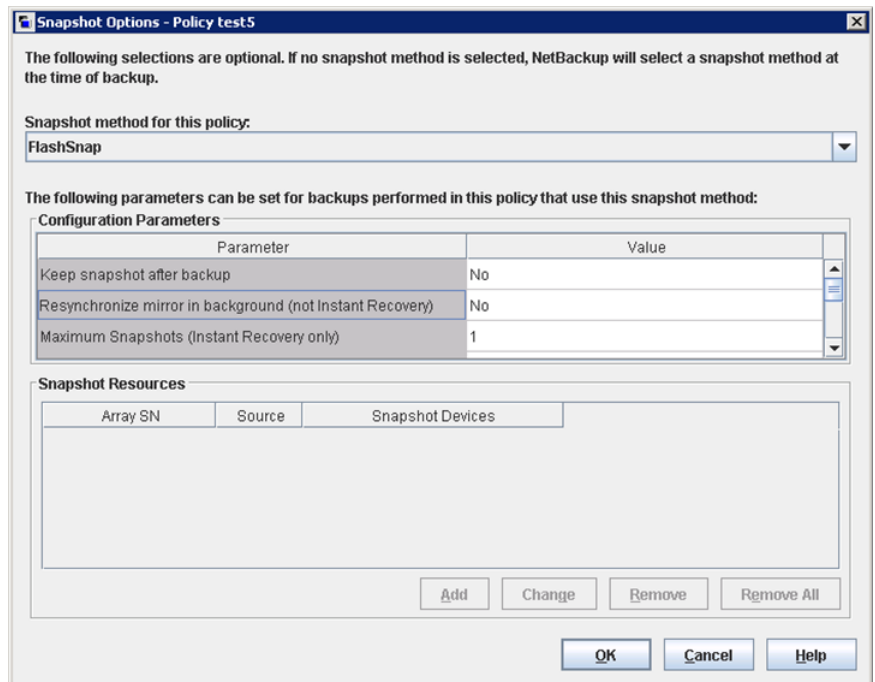 Snapshot Options - Policy test5
The following selections are optional. If no snapshot method is selected, NetBackup will select a snapshot method at
the time of backup.
Snapshot method for this policy:
FlashSnap
The following parameters can be set for backups performed in this policy that use this snapshot method:
Configuration Parameters
Parameter Value
Keep snapshot after backup No
Resynchronize mirror in background (not Instant Recovery) No
Maximum Snapshots (Instant Recovery only) 1
Snapshot Resources
Array SN Source Snapshot Devices
Add Change Remove Remove All
OK Cancel Help